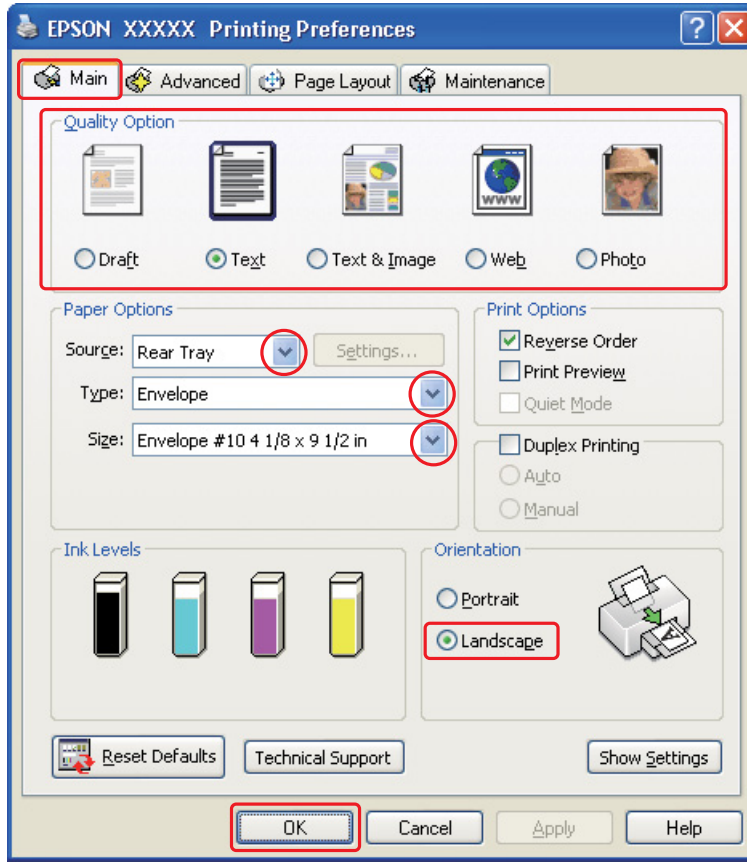 EPSON XXXXX Printing Preferences
Main Advanced Page Layout Maintenance
Quality Option
WWW
Draft Text Text & Image Web Photo
Paper Options
Source: Rear Tray Settings...
Type: Envelope
Size: Envelope #10 4 1/8 x 9 1/2 in
Print Options
Reverse Order
Print Preview
Quiet Mode
Duplex Printing
Auto
Manual
Ink Levels
Orientation
Portrait
Landscape
A
Reset Defaults Technical Support Show Settings
OK Cancel Apply Help